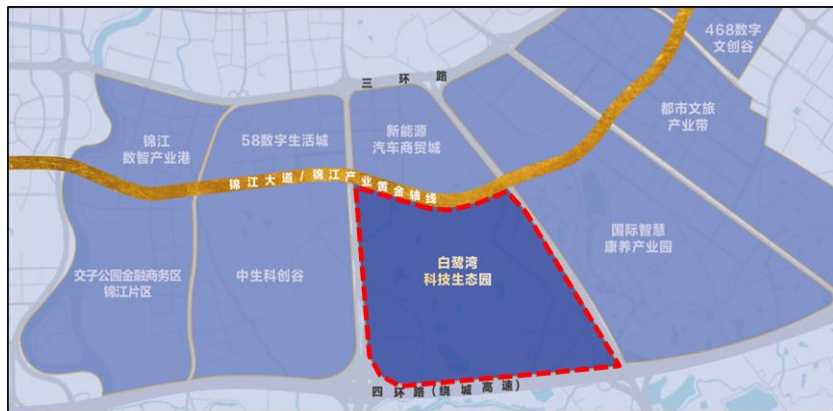 468数字
文创谷
三环路
都市文旅
产业带
锦江
数智产业港
58数字生活城
新能源
汽车商贸城
锦江大道/锦江产业黄金轴线
国际智慧
康养产业园
白鹭湾
科技生态园
交子公园金融商务区
锦江片区
中生科创谷
四环路(绕城高速)